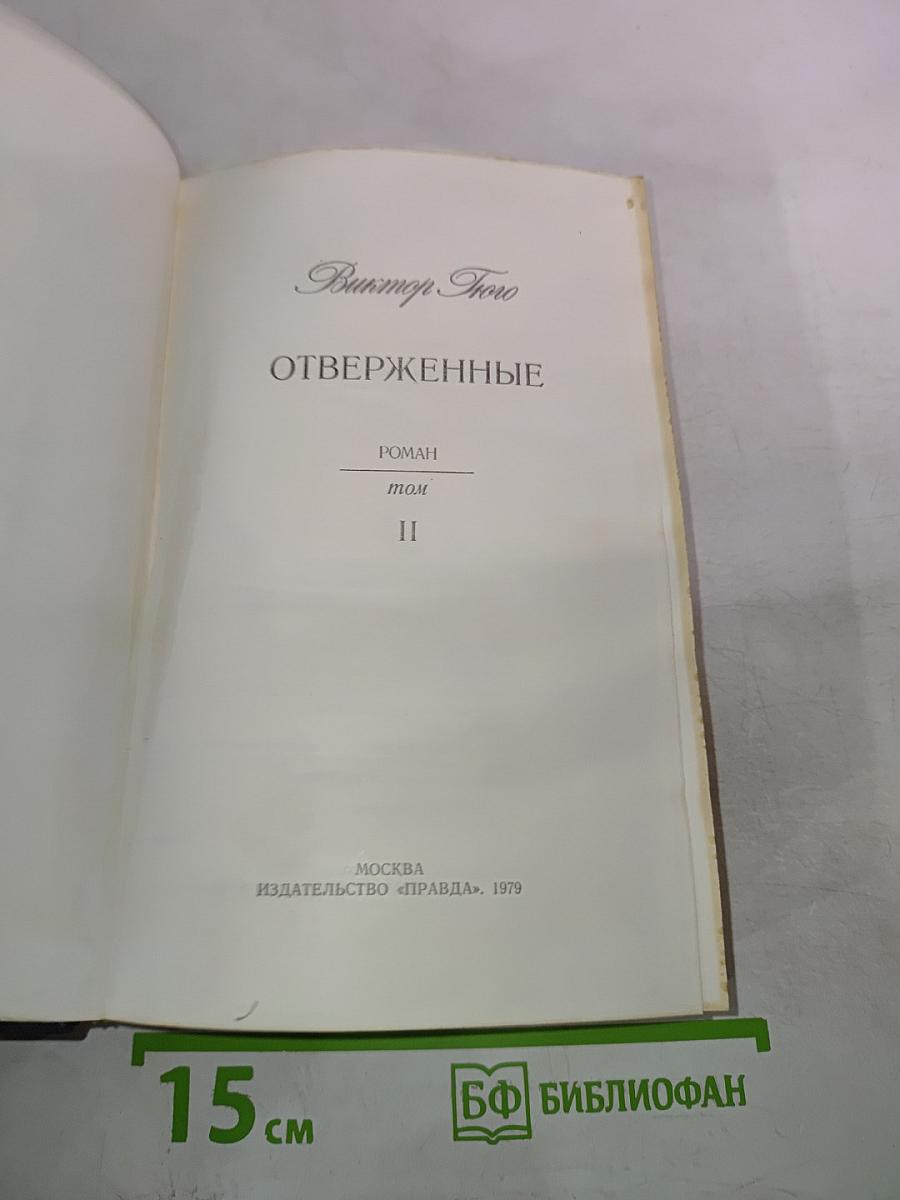 Виктор Гюго
ОТВЕРЖЕННЫЕ
РОМАН
том
II
МОСКВА
ИЗДАТЕЛЬСТВО «ПРАВДА». 1979
15 см
БФ БИБЛИОФАН